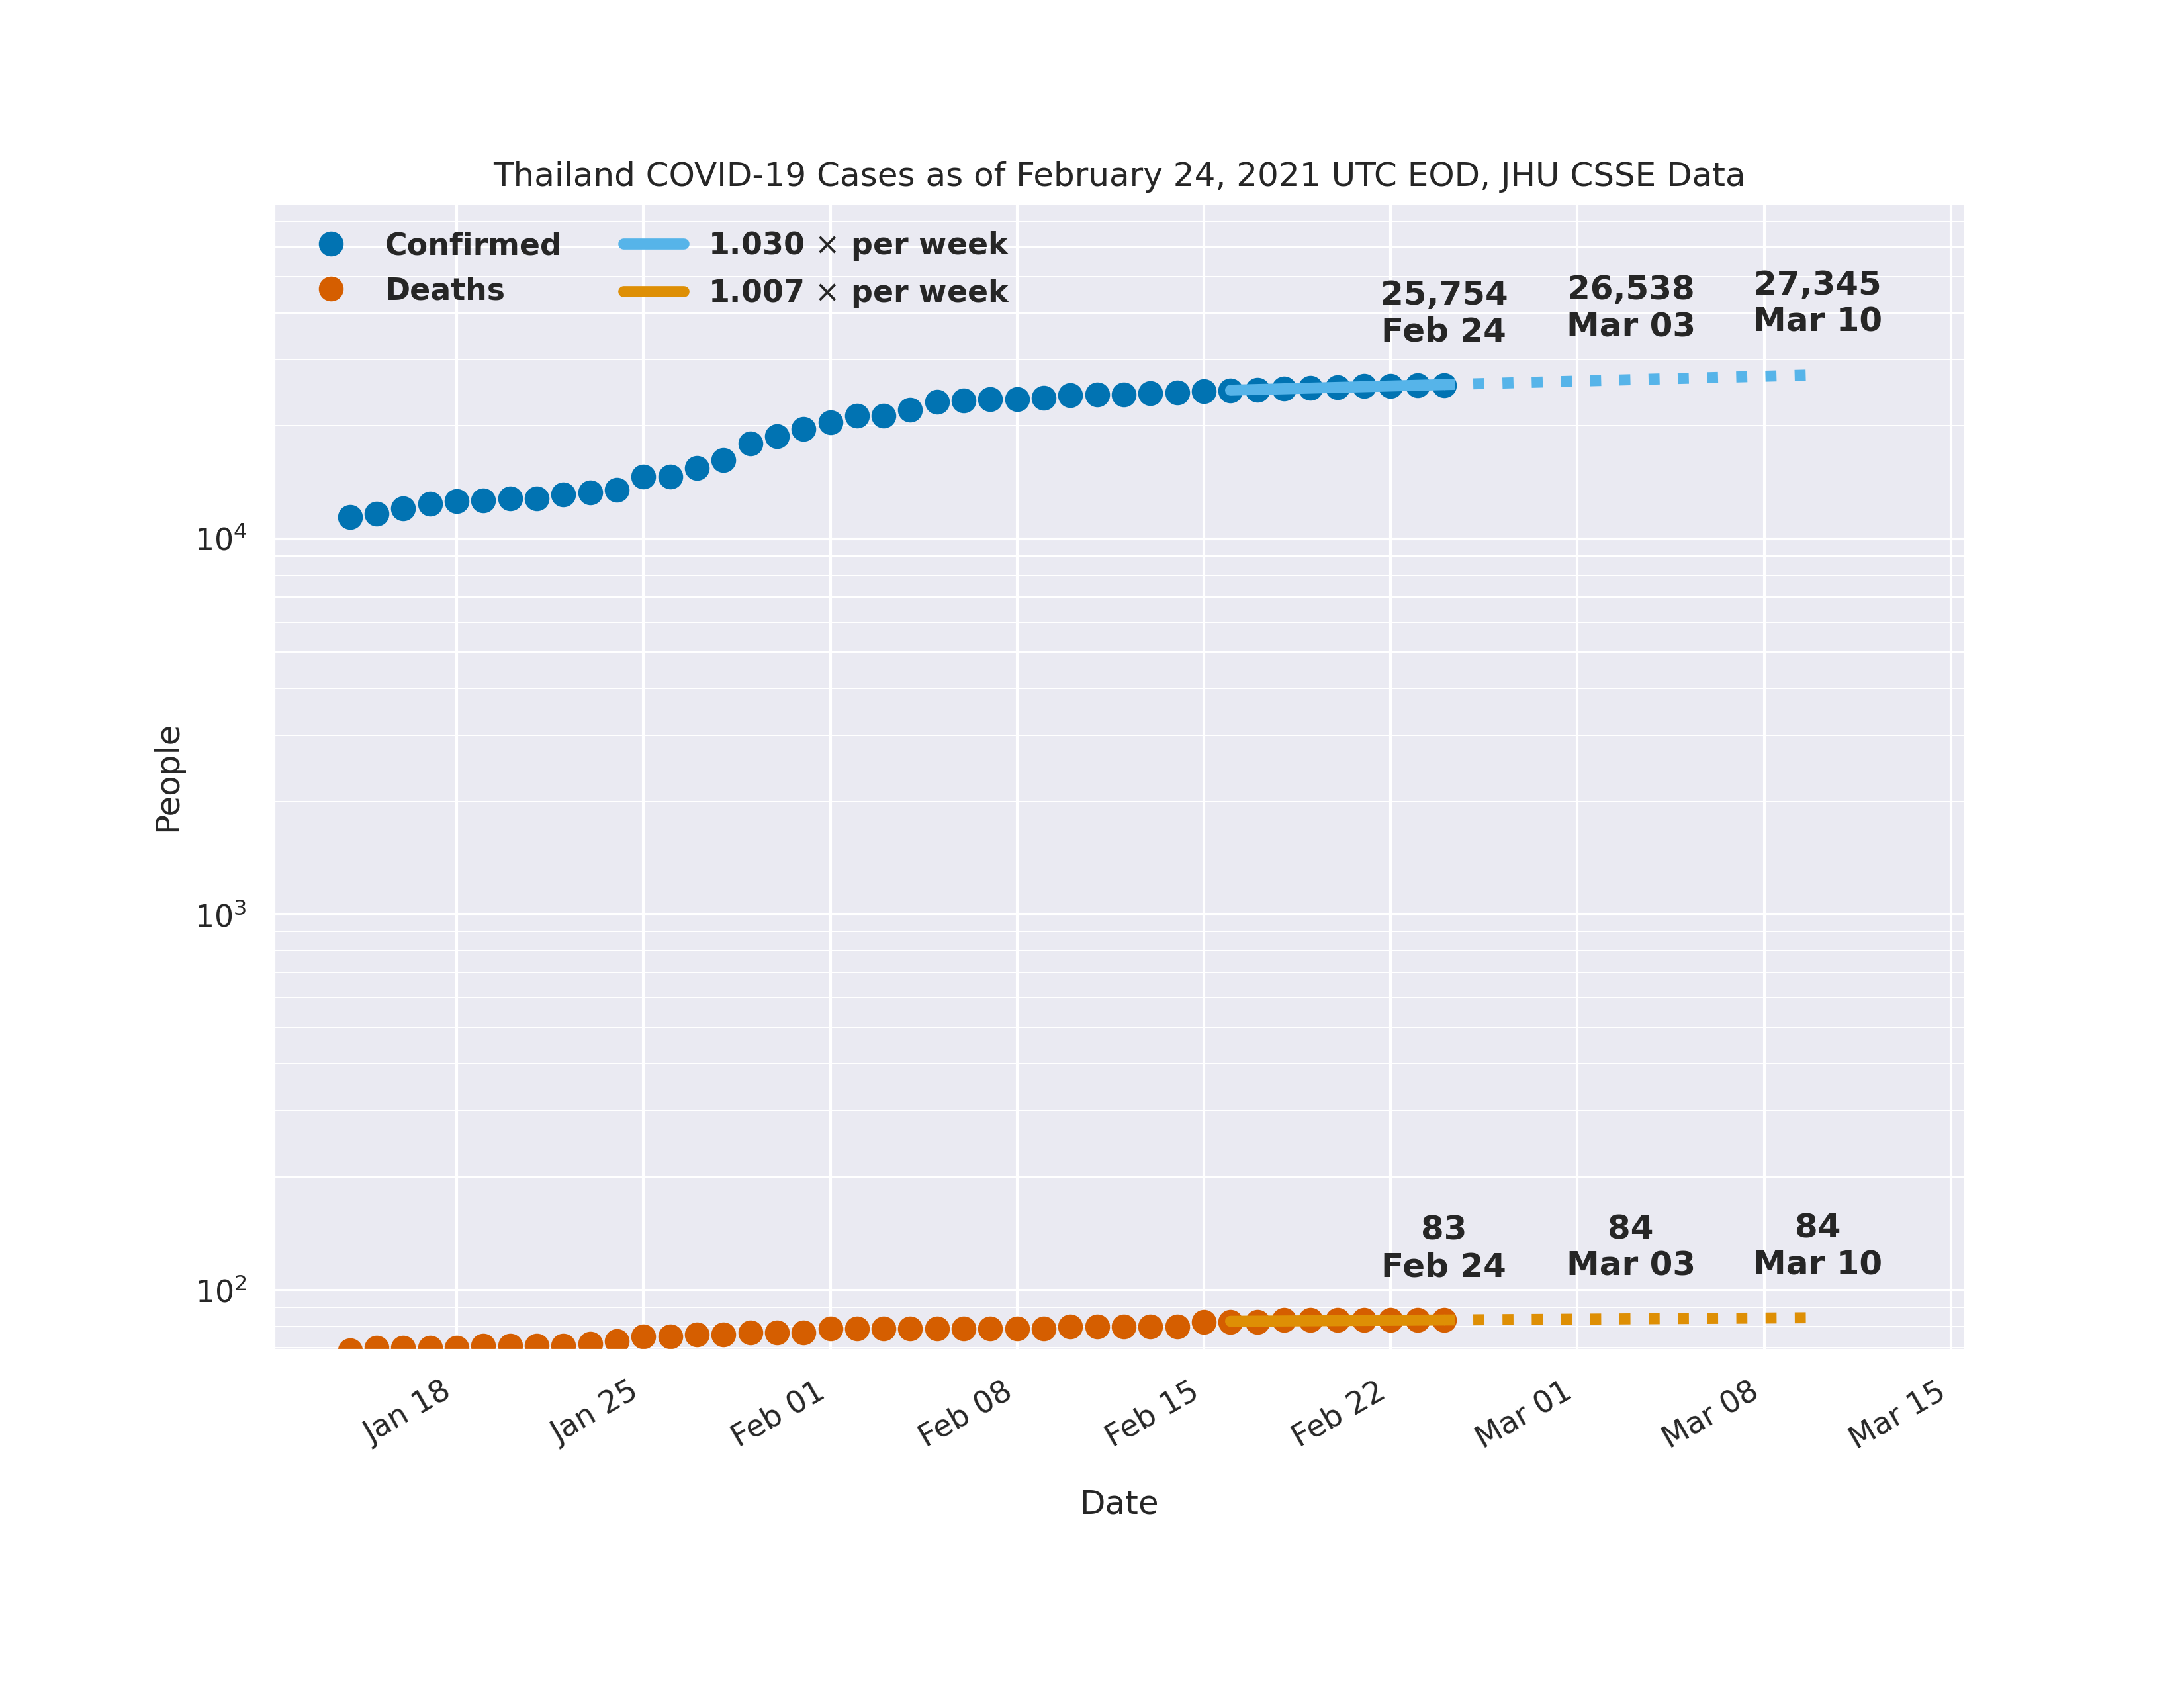 Thailand COVID-19 Cases as of February 24, 2021 UTC EOD, JHU CSSE Data
Confirmed
Deaths
1.030 × per week
1.007 × per week
25,754
Feb 24
26,538
Mar 03
27,345
Mar 10
10⁴
10³
10²
People
83
Feb 24
84
Mar 03
84
Mar 10
Jan 18
Jan 25
Feb 01
Feb 08
Feb 15
Feb 22
Mar 01
Mar 08
Mar 15
Date